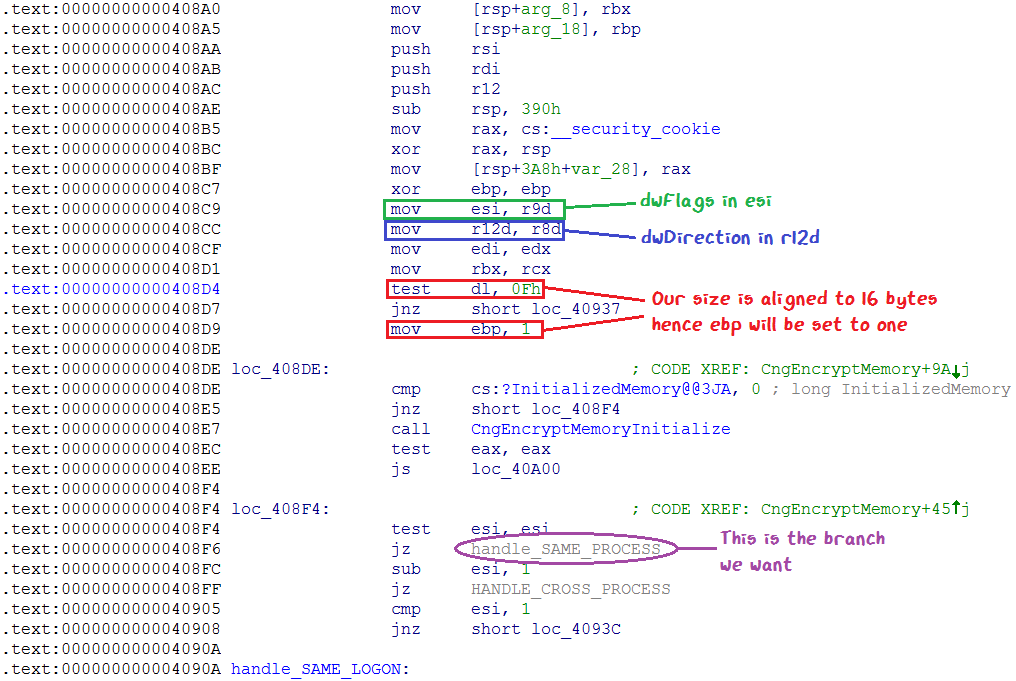 .text:00000000000408A0 mov [rsp+arg_8], rbx
.text:00000000000408A5 mov [rsp+arg_18], rbp
.text:00000000000408AA push rsi
.text:00000000000408AB push rdi
.text:00000000000408AC push r12
.text:00000000000408AE sub rsp, 390h
.text:00000000000408B5 mov rax, cs:__security_cookie
.text:00000000000408BC xor rax, rsp
.text:00000000000408BF mov [rsp+3A8h+var_28], rax
.text:00000000000408C7 xor ebp, ebp
.text:00000000000408C9 mov esi, r9d dwFlags in esi
.text:00000000000408CC mov r12d, r8d dwDirection in r12d
.text:00000000000408CF mov edi, edx
.text:00000000000408D1 mov rbx, rcx
.text:00000000000408D4 test dl, 0Fh Our size is aligned to 16 bytes
.text:00000000000408D7 jnz short loc_40937 hence ebp will be set to one
.text:00000000000408D9 mov ebp, 1
.text:00000000000408DE
.text:00000000000408DE loc_408DE: ; CODE XREF: CngEncryptMemory+9A↓j
.text:00000000000408DE cmp cs:?InitializedMemory@@3JA, 0 ; long InitializedMemory
.text:00000000000408E5 jnz short loc_408F4
.text:00000000000408E7 call CngEncryptMemoryInitialize
.text:00000000000408EC test eax, eax
.text:00000000000408EE js loc_40A00
.text:00000000000408F4
.text:00000000000408F4 loc_408F4: ; CODE XREF: CngEncryptMemory+45↑j
.text:00000000000408F4 test esi, esi This is the branch
.text:00000000000408F6 jz handle_SAME_PROCESS we want
.text:00000000000408FC sub esi, 1
.text:00000000000408FF jz HANDLE_CROSS_PROCESS
.text:0000000000040905 cmp esi, 1
.text:0000000000040908 jnz short loc_4093C
.text:000000000004090A
.text:000000000004090A handle_SAME_LOGON: